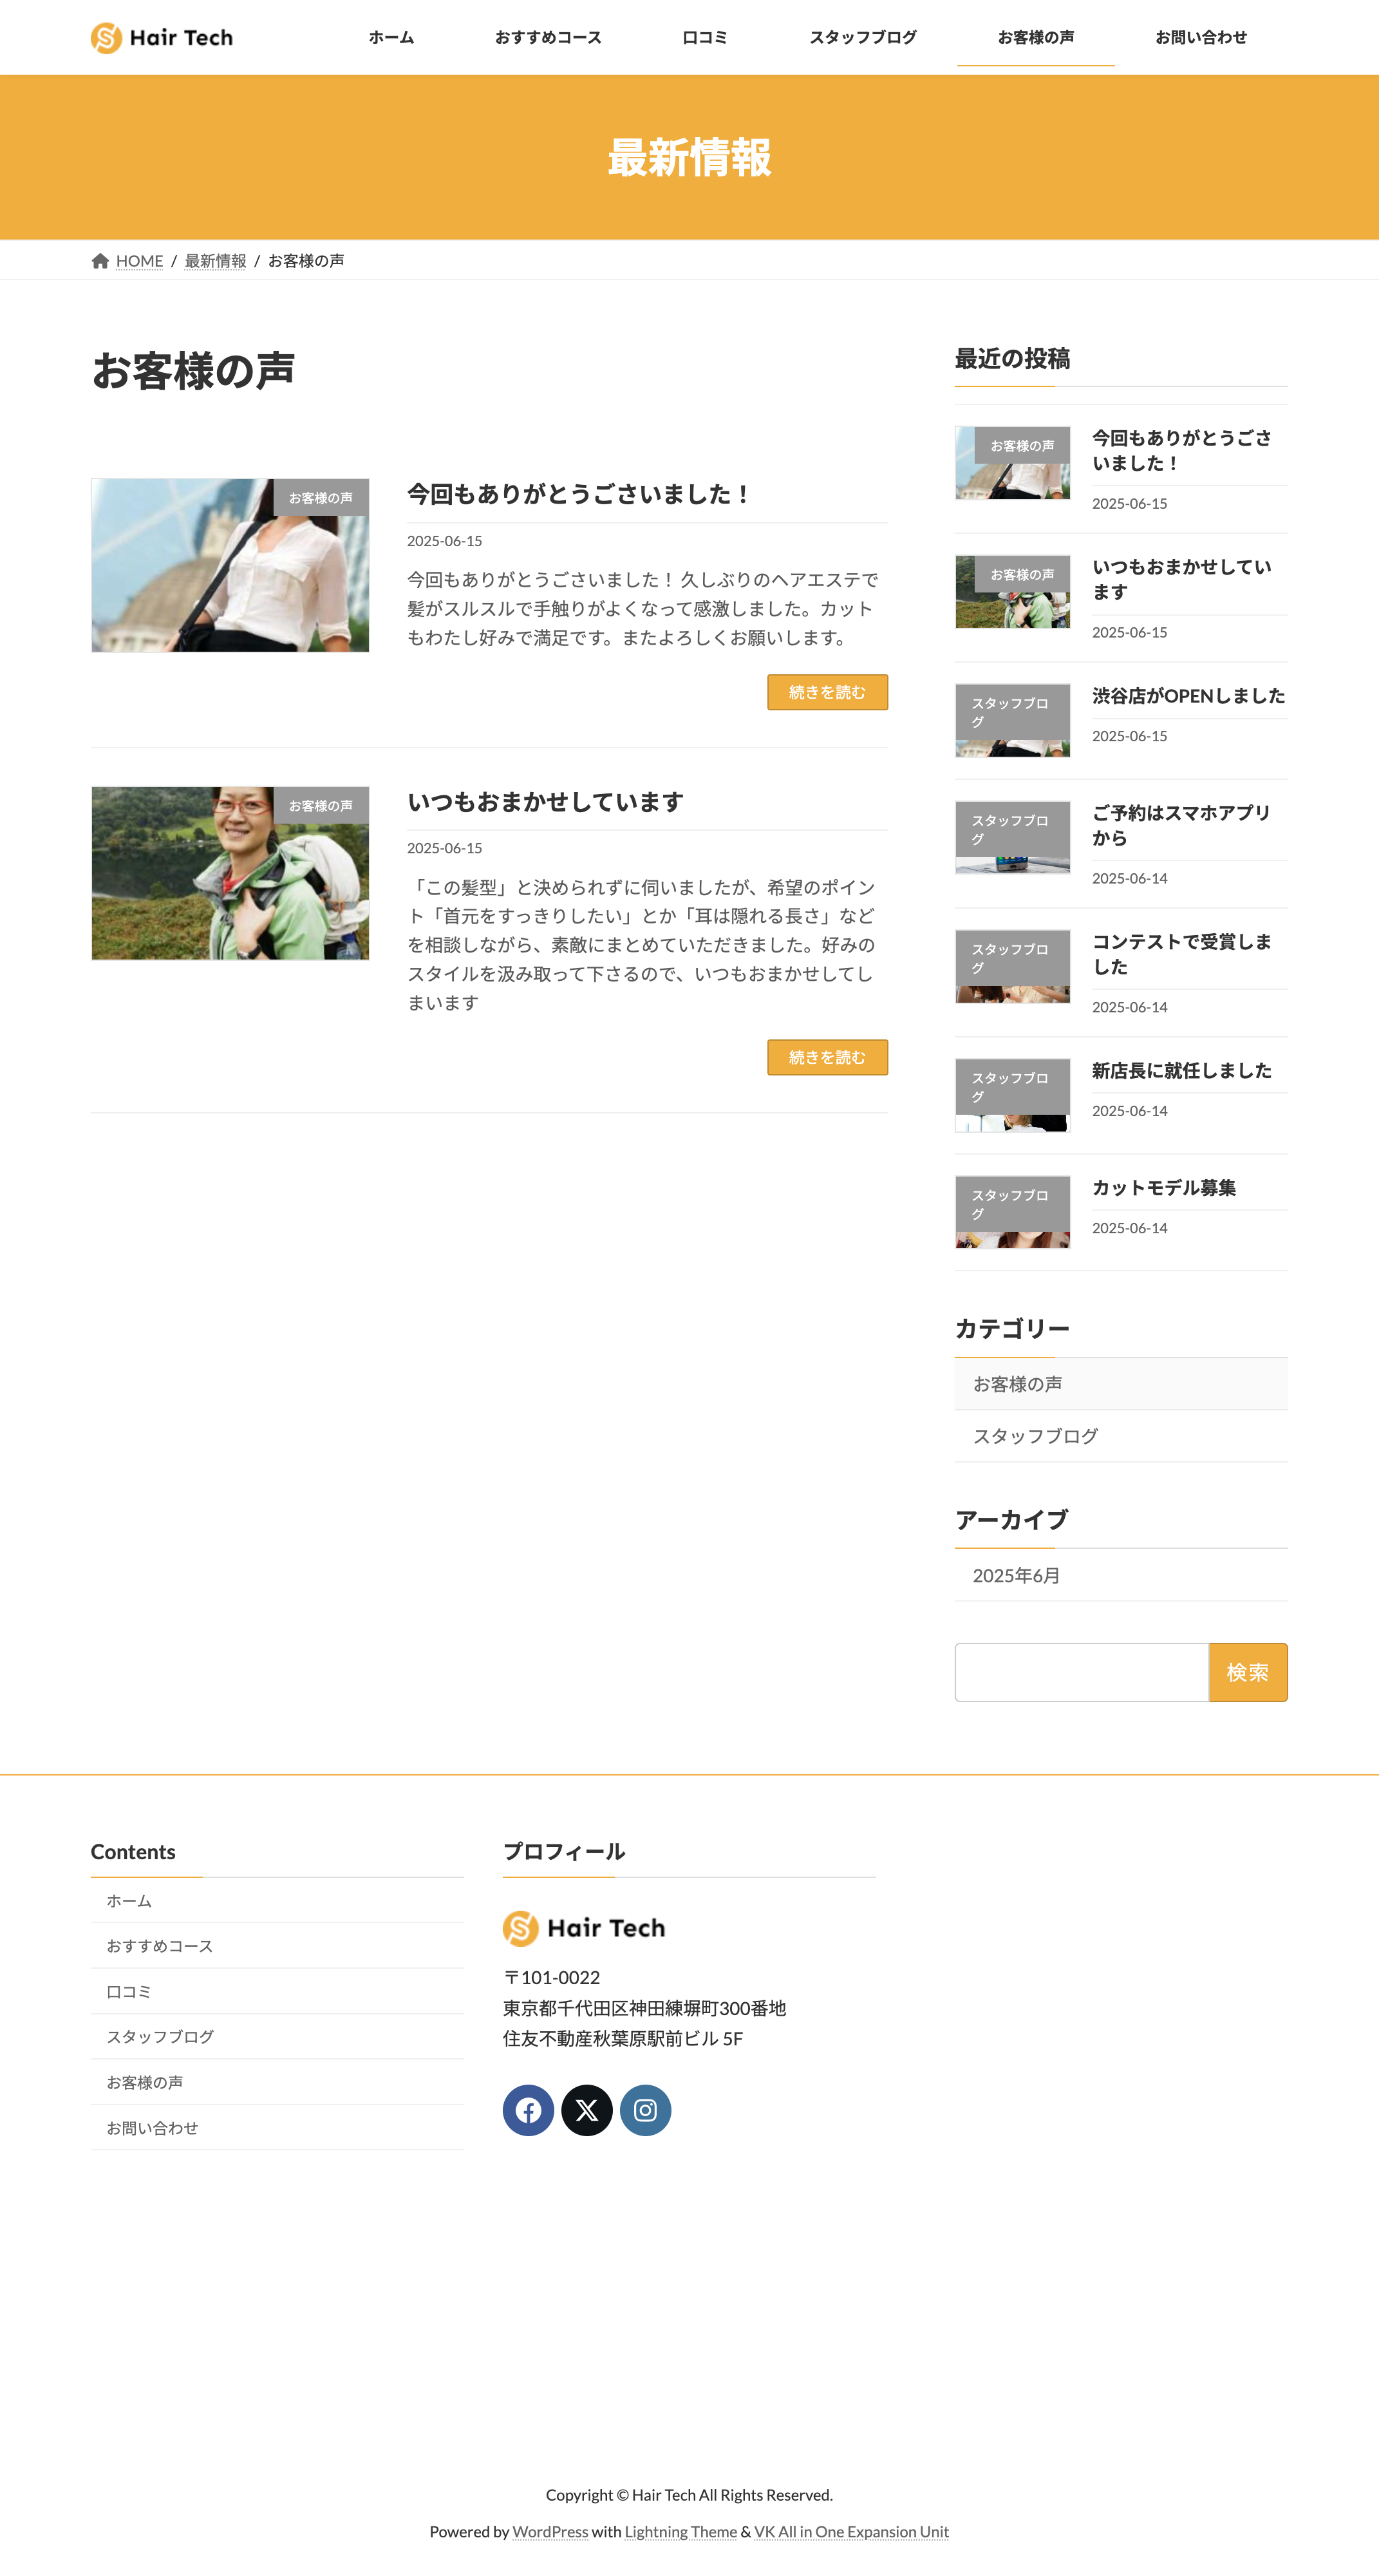 Hair Tech
ホーム
おすすめコース
口コミ
スタッフブログ
お客様の声
お問い合わせ
最新情報
HOME / 最新情報 / お客様の声
お客様の声
お客様の声
今回もありがとうごさいました！
2025-06-15
今回もありがとうごさいました！ 久しぶりのヘアエステで
髪がスルスルで手触りがよくなって感激しました。カット
もわたし好みで満足です。またよろしくお願いします。
続きを読む
お客様の声
いつもおまかせしています
2025-06-15
「この髪型」と決められずに伺いましたが、希望のポイン
ト「首元をすっきりしたい」とか「耳は隠れる長さ」など
を相談しながら、素敵にまとめていただきました。好みの
スタイルを汲み取って下さるので、いつもおまかせしてし
まいます
続きを読む
最近の投稿
お客様の声
今回もありがとうごさ
いました！
2025-06-15
お客様の声
いつもおまかせしてい
ます
2025-06-15
スタッフブロ
グ
渋谷店がOPENしました
2025-06-15
スタッフブロ
グ
ご予約はスマホアプリ
から
2025-06-14
スタッフブロ
グ
コンテストで受賞しま
した
2025-06-14
スタッフブロ
グ
新店長に就任しました
2025-06-14
スタッフブロ
グ
カットモデル募集
2025-06-14
カテゴリー
お客様の声
スタッフブログ
アーカイブ
2025年6月
検索
Contents
ホーム
おすすめコース
口コミ
スタッフブログ
お客様の声
お問い合わせ
プロフィール
Hair Tech
〒101-0022
東京都千代田区神田練塀町300番地
住友不動産秋葉原駅前ビル 5F
Copyright © Hair Tech All Rights Reserved.
Powered by WordPress with Lightning Theme & VK All in One Expansion Unit